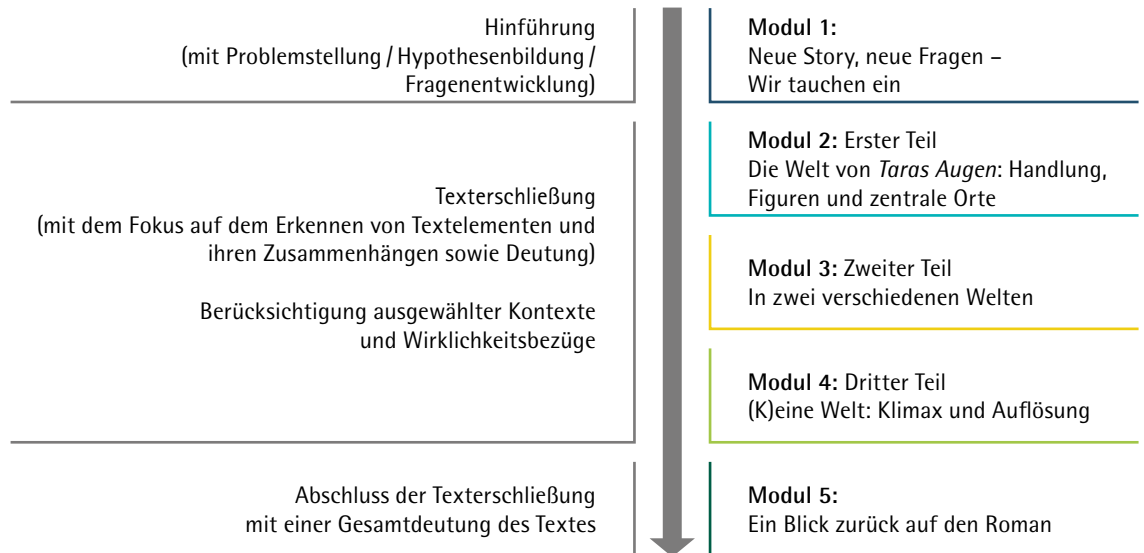 Hinführung
(mit Problemstellung / Hypothesenbildung /
Fragenentwicklung)
Modul 1:
Neue Story, neue Fragen –
Wir tauchen ein
Texterschließung
(mit dem Fokus auf dem Erkennen von Textelementen und
ihren Zusammenhängen sowie Deutung)
Berücksichtigung ausgewählter Kontexte
und Wirklichkeitsbezüge
Modul 2: Erster Teil
Die Welt von Taras Augen: Handlung,
Figuren und zentrale Orte
Modul 3: Zweiter Teil
In zwei verschiedenen Welten
Modul 4: Dritter Teil
(K)eine Welt: Klimax und Auflösung
Abschluss der Texterschließung
mit einer Gesamtdeutung des Textes
Modul 5:
Ein Blick zurück auf den Roman